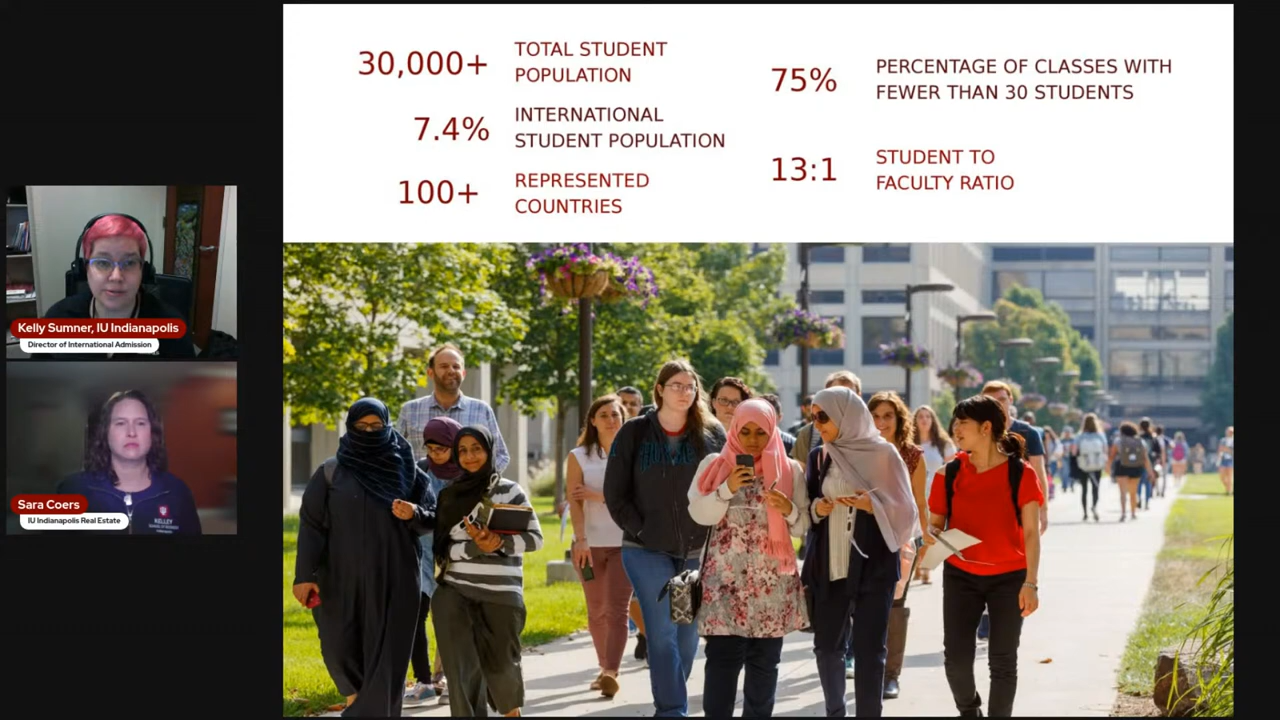 30,000+
TOTAL STUDENT
POPULATION
7.4%
INTERNATIONAL
STUDENT POPULATION
100+
REPRESENTED
COUNTRIES
75%
PERCENTAGE OF CLASSES WITH
FEWER THAN 30 STUDENTS
13:1
STUDENT TO
FACULTY RATIO
Kelly Sumner, IU Indianapolis
Director of International Admission
KELLEY
Sara Coers
IU Indianapolis Real Estate